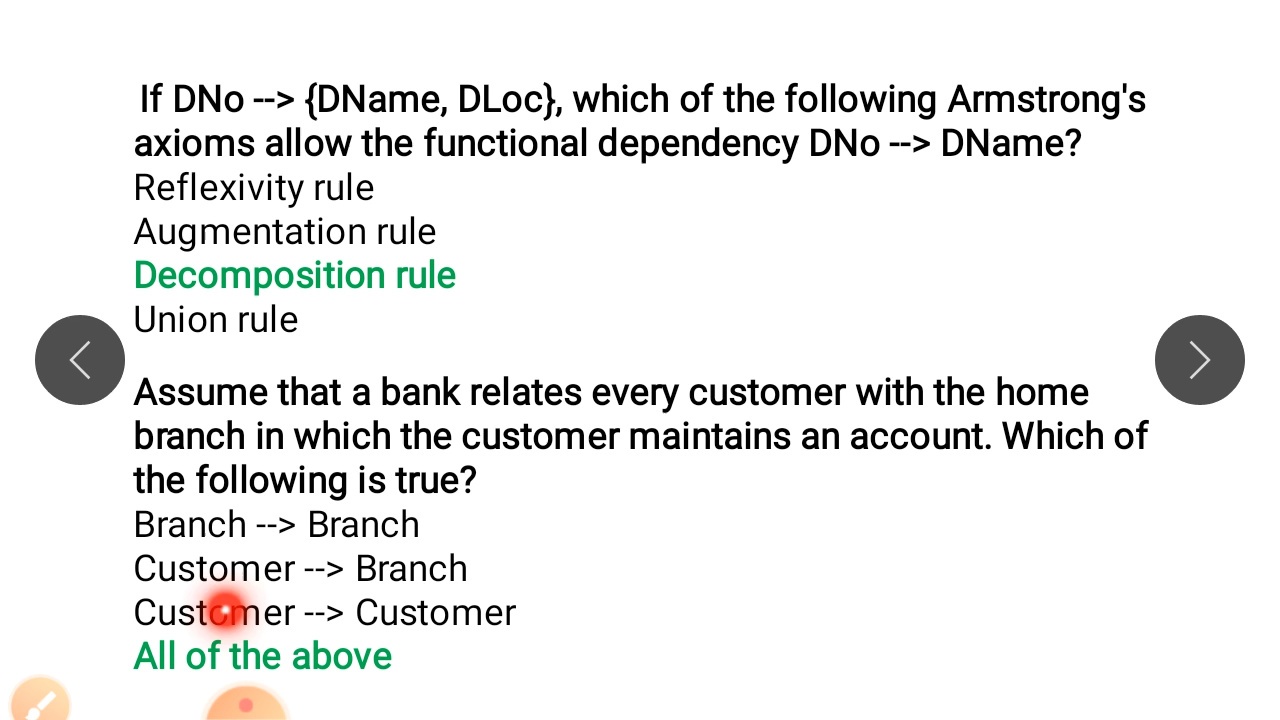 If DNo --> {DName, DLoc}, which of the following Armstrong's
axioms allow the functional dependency DNo --> DName?
Reflexivity rule
Augmentation rule
Decomposition rule
Union rule
Assume that a bank relates every customer with the home
branch in which the customer maintains an account. Which of
the following is true?
Branch --> Branch
Customer --> Branch
Customer --> Customer
All of the above